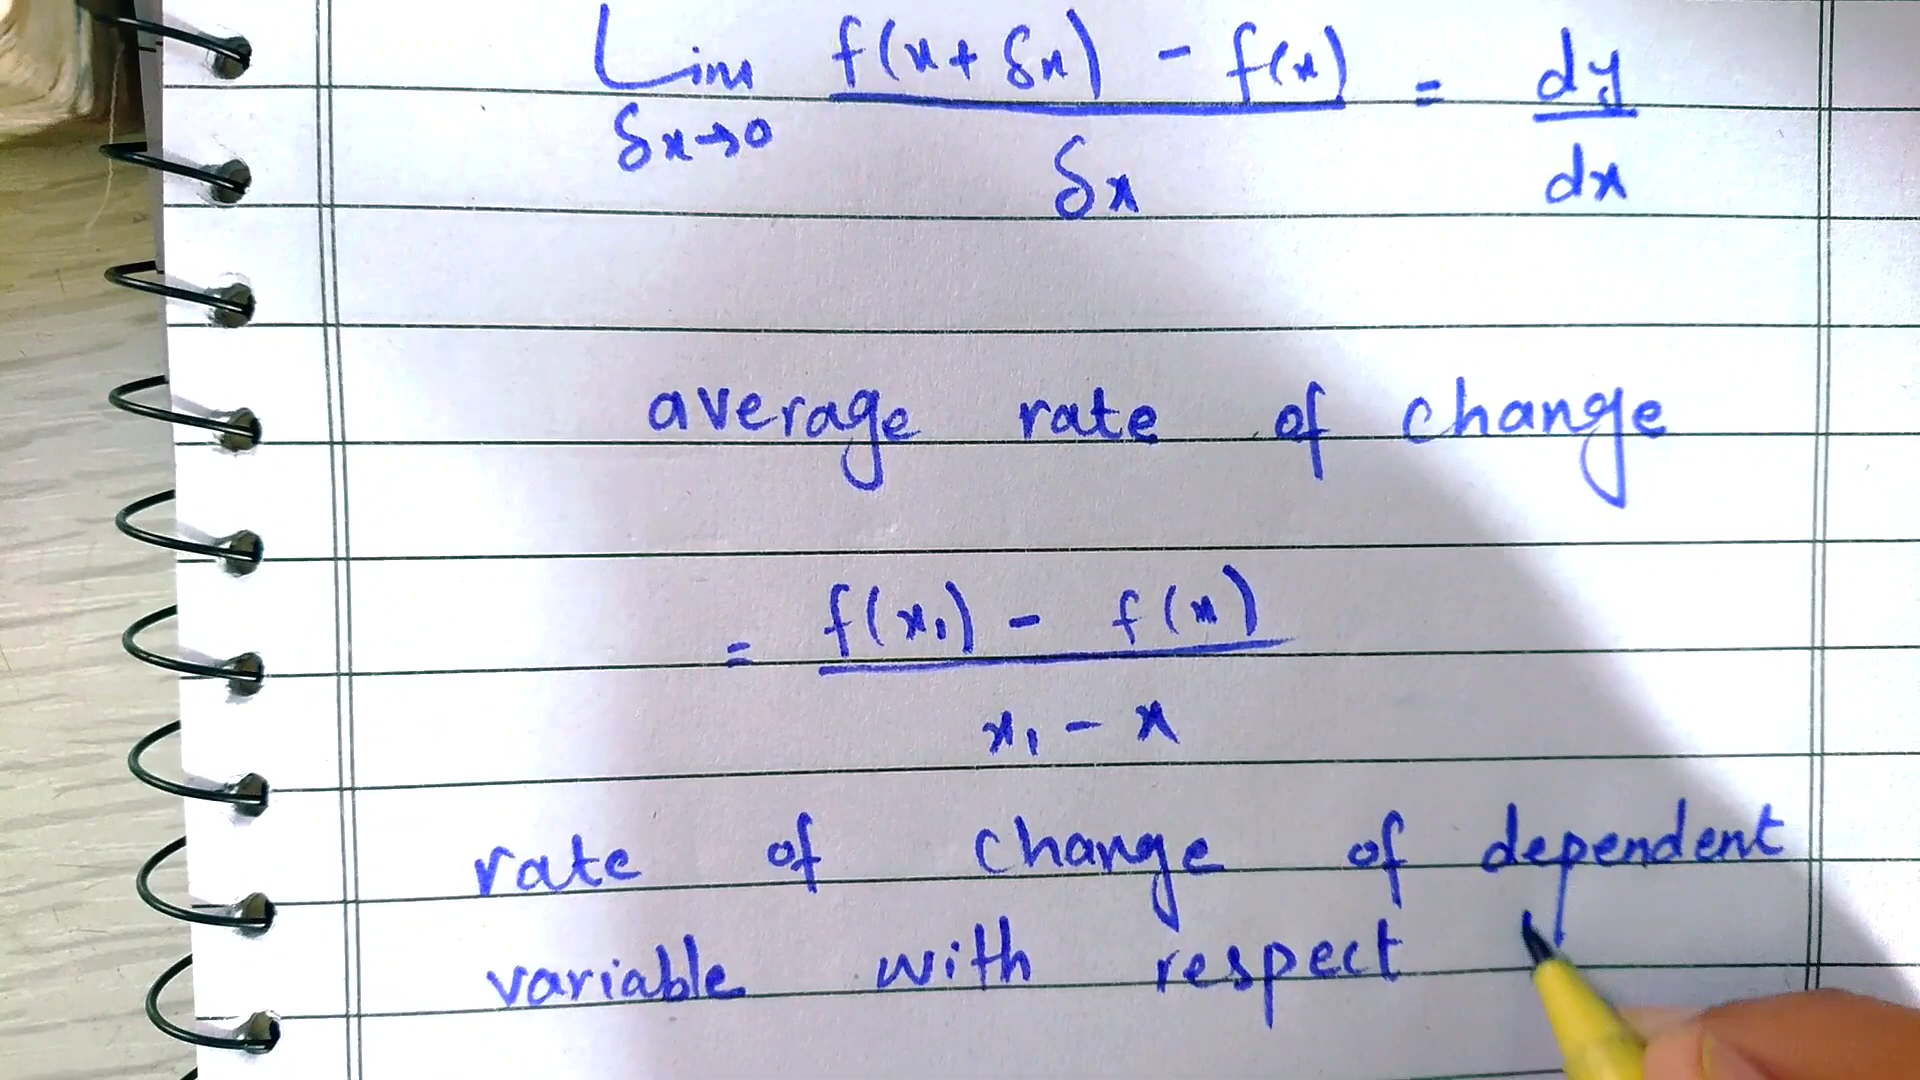 Lim f(x+δx) - f(x) = dy
δx→0 δx dx
average rate of change
= f(x₁) - f(x)
x₁ - x
rate of change of dependent
variable with respect